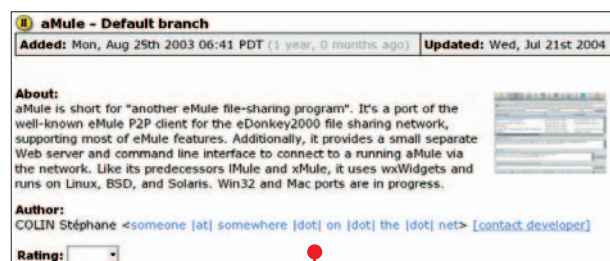 aMule - Default branch
Added: Mon, Aug 25th 2003 06:41 PDT (1 year, 0 months ago) Updated: Wed, Jul 21st 2004
About:
aMule is short for "another eMule file-sharing program". It's a port of the
well-known eMule P2P client for the eDonkey2000 file sharing network,
supporting most of eMule features. Additionally, it provides a small separate
Web server and command line interface to connect to a running aMule via
the network. Like its predecessors lMule and xMule, it uses wxWidgets and
runs on Linux, BSD, and Solaris. Win32 and Mac ports are in progress.
Author:
COLIN Stéphane <someone |at| somewhere |dot| on |dot| the |dot| net> [contact developer]
Rating: